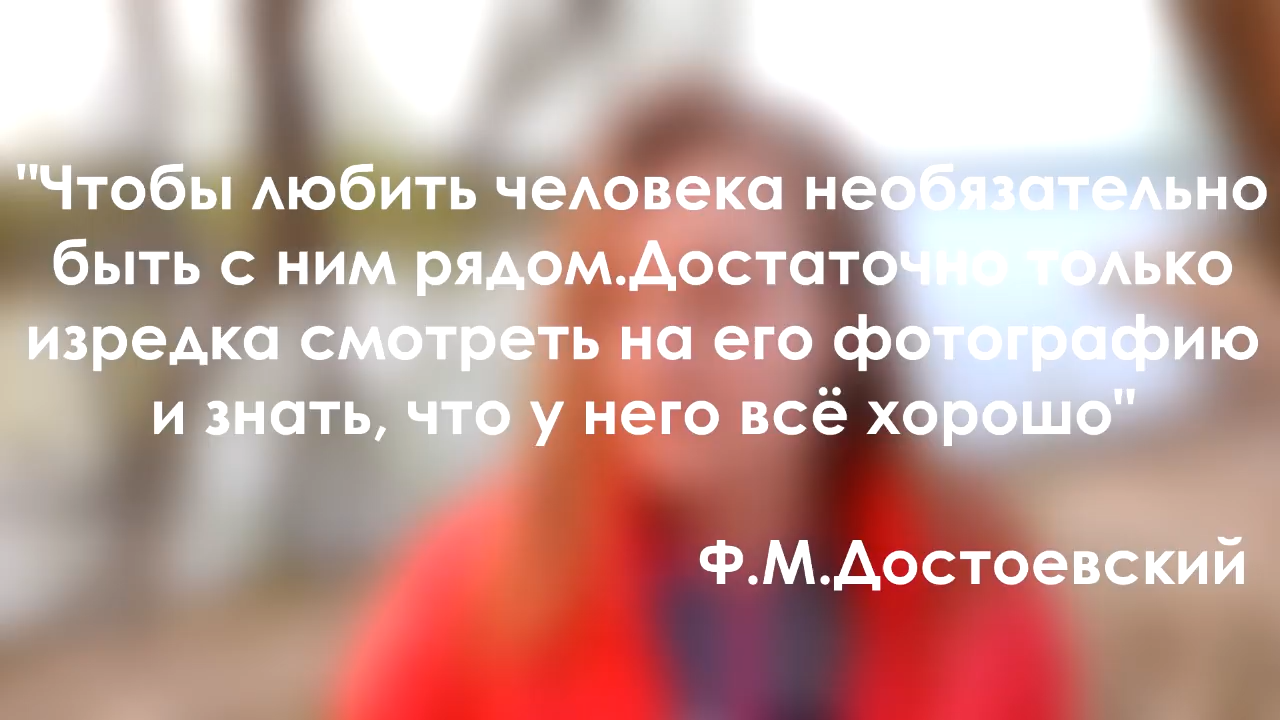 "Чтобы любить человека необязательно
быть с ним рядом.Достаточно только
изредка смотреть на его фотографию
и знать, что у него всё хорошо"
Ф.М.Достоевский